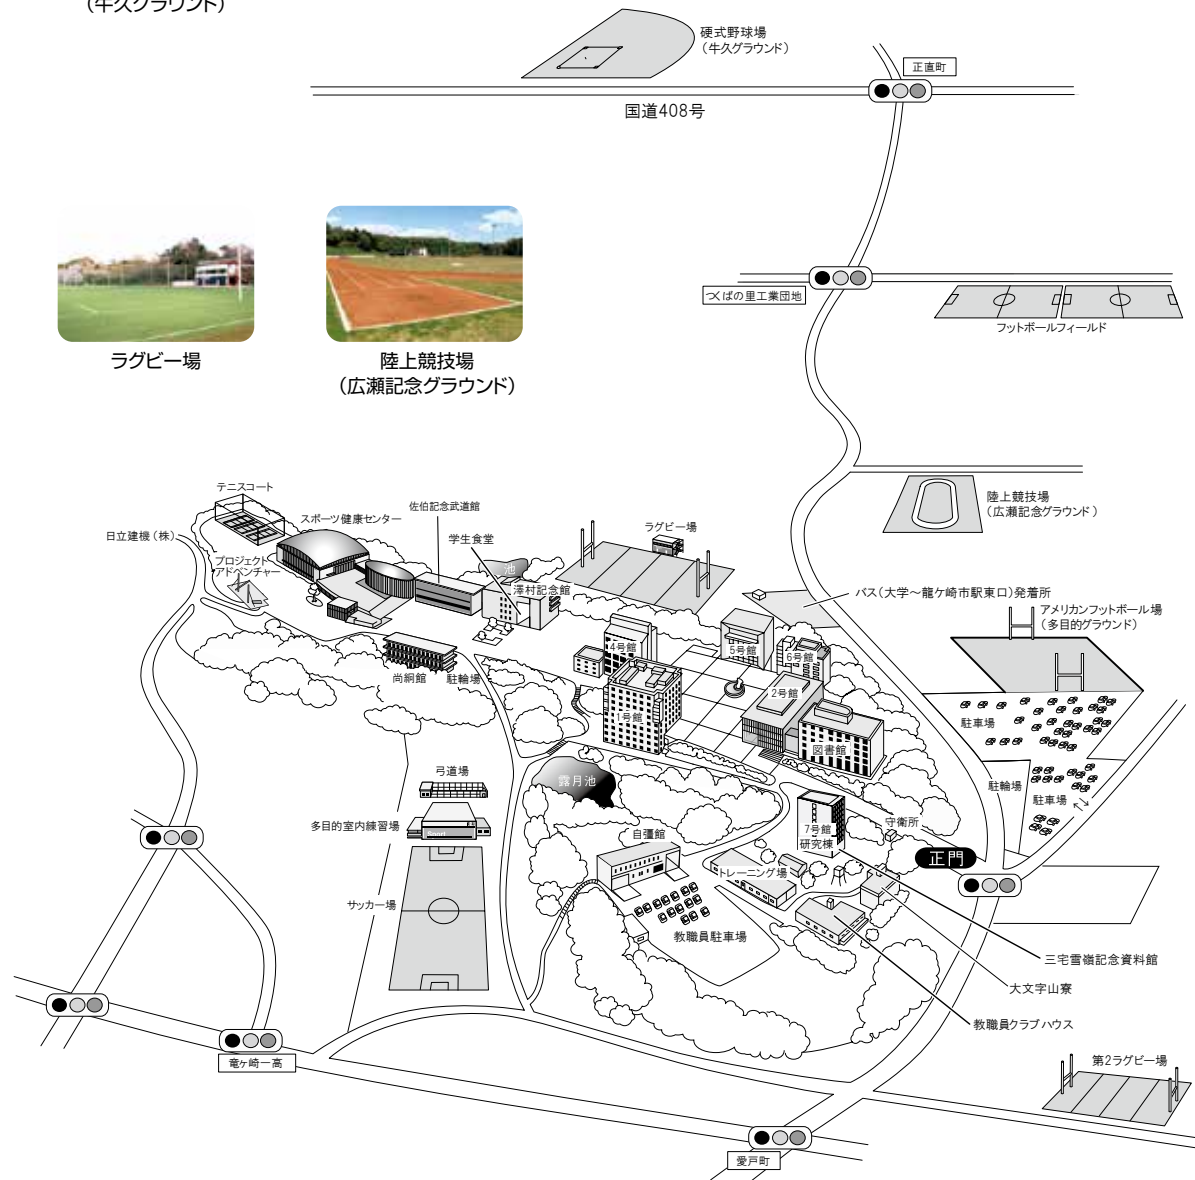 (牛久グラウンド)
硬式野球場
(牛久グラウンド)
正直町
国道408号
つくばの里工業団地
フットボールフィールド
ラグビー場
陸上競技場
(広瀬記念グラウンド)
陸上競技場
(広瀬記念グラウンド)
テニスコート
スポーツ健康センター
佐伯記念武道館
学生食堂
ラグビー場
日立建機(株)
プロジェクト
アドベンチャー
池
澤村記念館
バス(大学〜龍ケ崎市駅東口)発着所
アメリカンフットボール場
(多目的グラウンド)
4号館
5号館
6号館
尚絅館
駐輪場
2号館
1号館
駐車場
図書館
弓道場
露月池
駐輪場
駐車場
多目的室内練習場
Sport
自彊館
7号館
研究棟
守衛所
正門
トレーニング場
サッカー場
教職員駐車場
三宅雪嶺記念資料館
大文字山寮
教職員クラブハウス
竜ヶ崎一高
第2ラグビー場
愛戸町